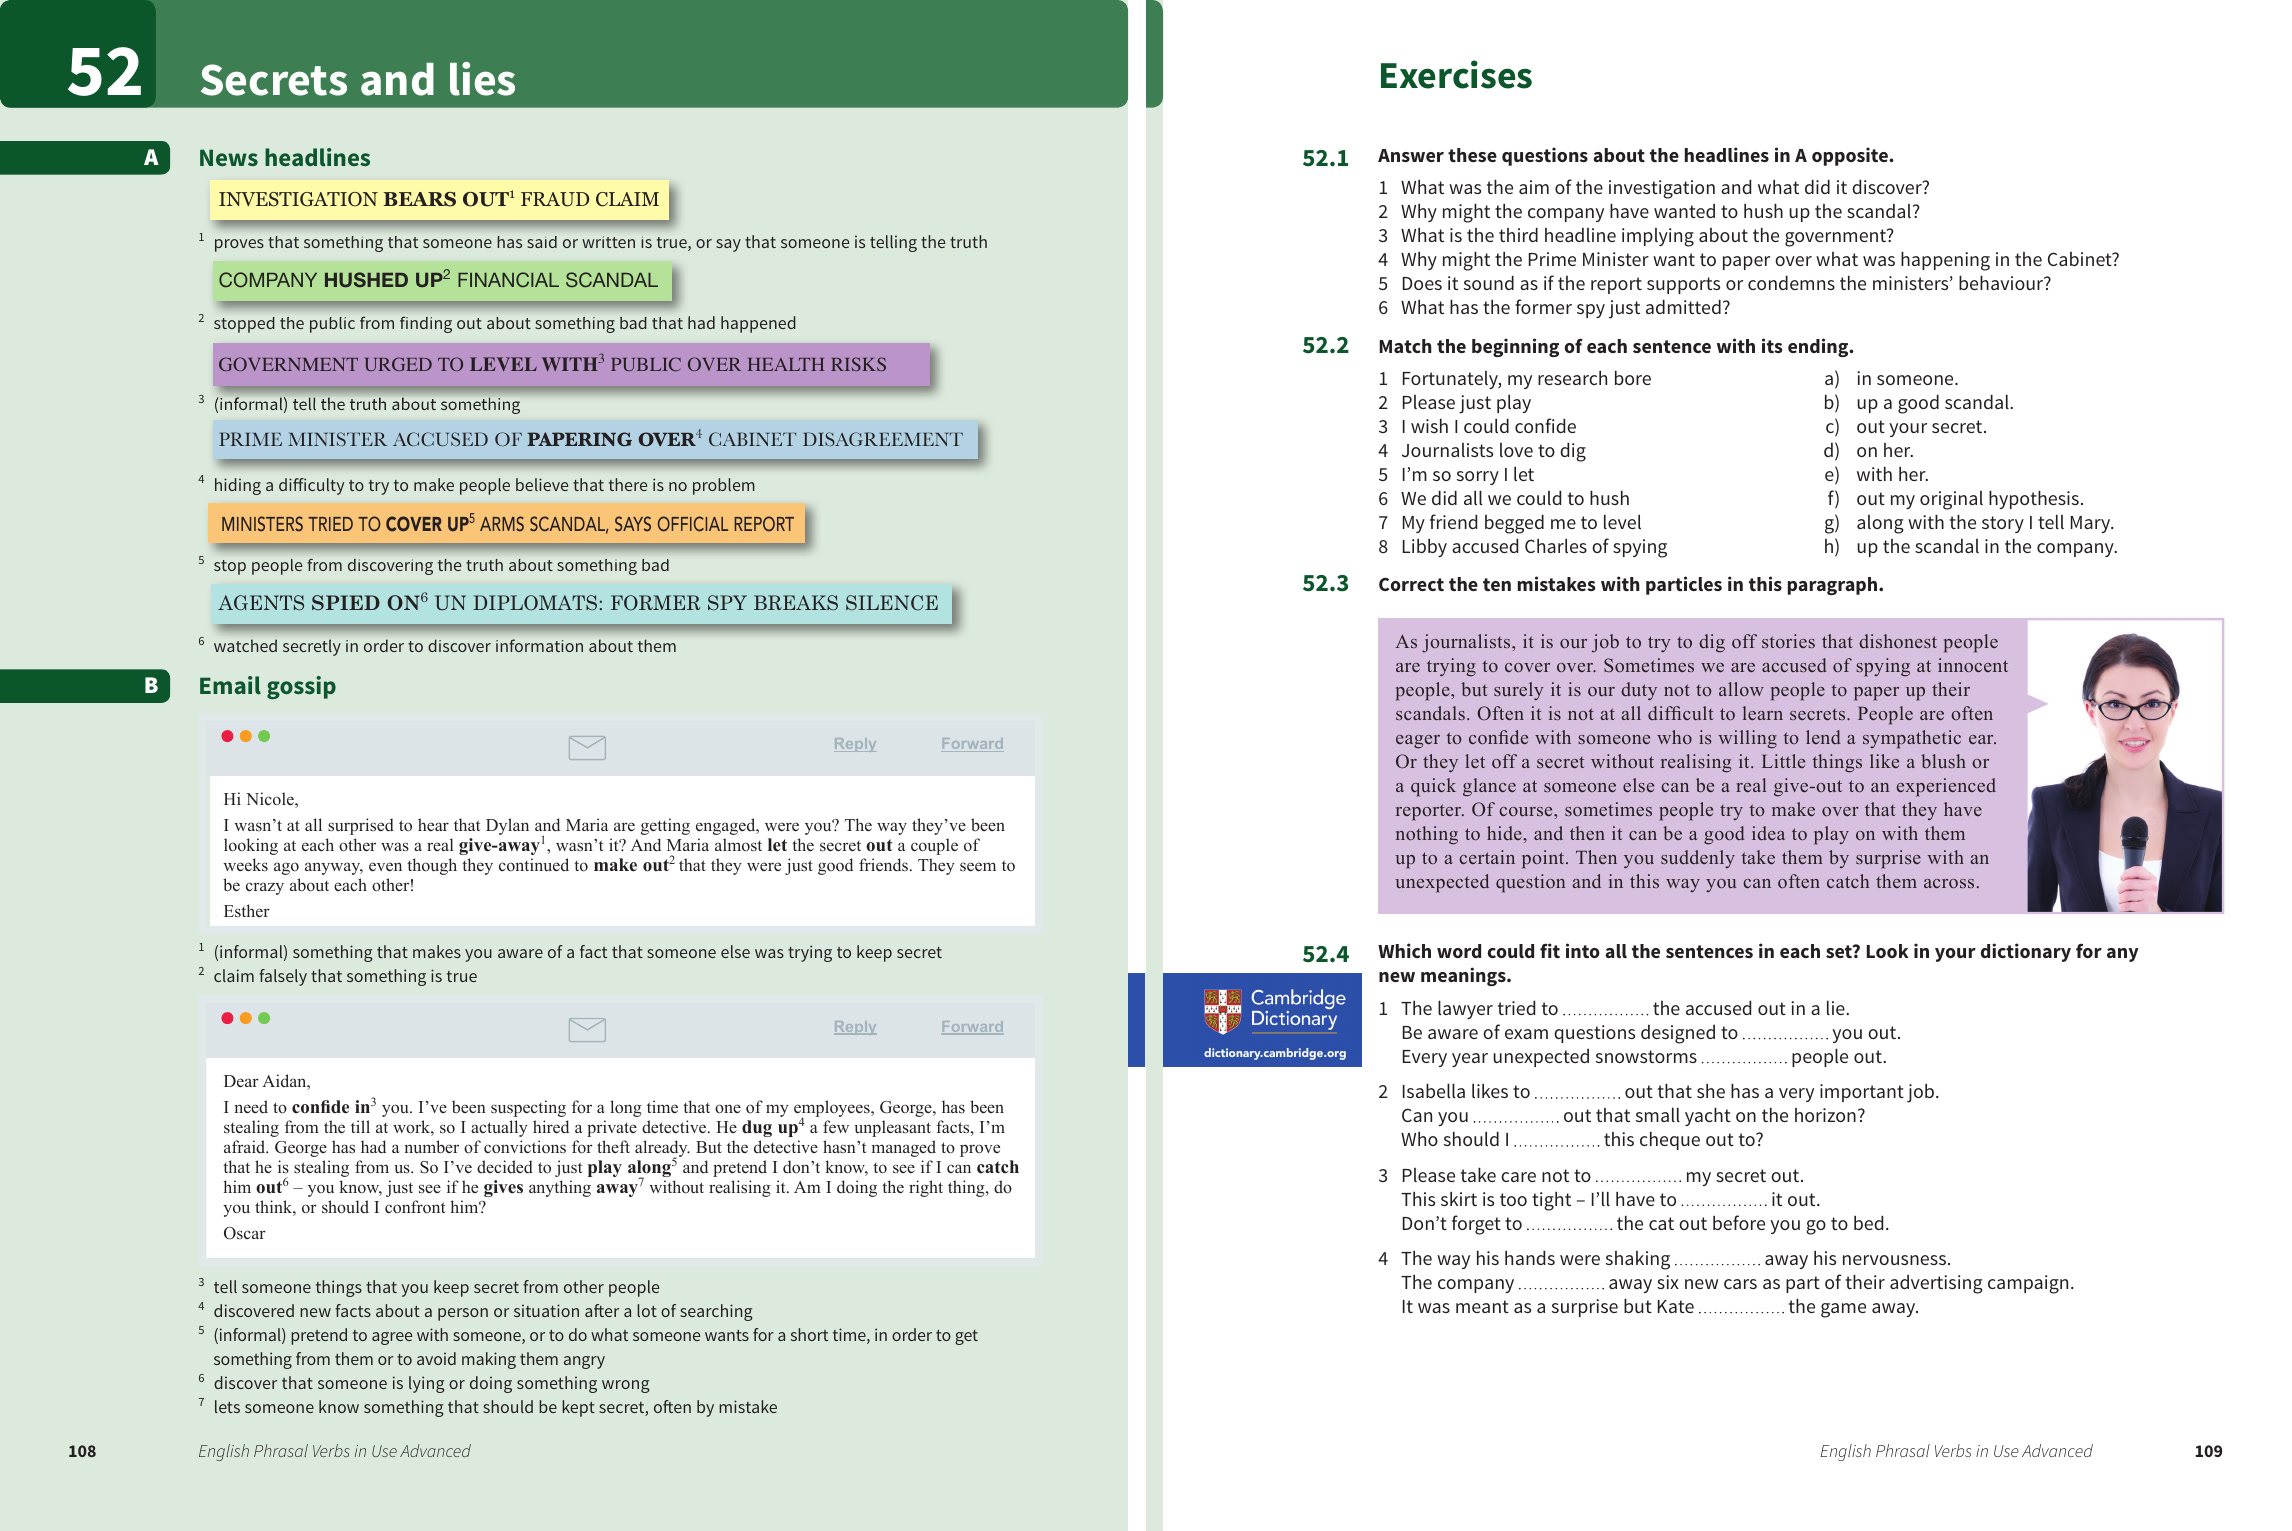 52
Secrets and lies
A
News headlines
INVESTIGATION BEARS OUT1 FRAUD CLAIM
1 proves that something that someone has said or written is true, or say that someone is telling the truth
COMPANY HUSHED UP2 FINANCIAL SCANDAL
2 stopped the public from finding out about something bad that had happened
GOVERNMENT URGED TO LEVEL WITH3 PUBLIC OVER HEALTH RISKS
3 (informal) tell the truth about something
PRIME MINISTER ACCUSED OF PAPERING OVER4 CABINET DISAGREEMENT
4 hiding a difficulty to try to make people believe that there is no problem
MINISTERS TRIED TO COVER UP5 ARMS SCANDAL, SAYS OFFICIAL REPORT
5 stop people from discovering the truth about something bad
AGENTS SPIED ON6 UN DIPLOMATS: FORMER SPY BREAKS SILENCE
6 watched secretly in order to discover information about them
B
Email gossip
Reply Forward
Hi Nicole,
I wasn't at all surprised to hear that Dylan and Maria are getting engaged, were you? The way they've been
looking at each other was a real give-away1, wasn't it? And Maria almost let the secret out a couple of
weeks ago anyway, even though they continued to make out2 that they were just good friends. They seem to
be crazy about each other!
Esther
1 (informal) something that makes you aware of a fact that someone else was trying to keep secret
2 claim falsely that something is true
Reply Forward
Dear Aidan,
I need to confide in3 you. I've been suspecting for a long time that one of my employees, George, has been
stealing from the till at work, so I actually hired a private detective. He dug up4 a few unpleasant facts, I'm
afraid. George has had a number of convictions for theft already. But the detective hasn't managed to prove
that he is stealing from us. So I've decided to just play along5 and pretend I don't know, to see if I can catch
him out6 – you know, just see if he gives anything away7 without realising it. Am I doing the right thing, do
you think, or should I confront him?
Oscar
3 tell someone things that you keep secret from other people
4 discovered new facts about a person or situation after a lot of searching
5 (informal) pretend to agree with someone, or to do what someone wants for a short time, in order to get
something from them or to avoid making them angry
6 discover that someone is lying or doing something wrong
7 lets someone know something that should be kept secret, often by mistake
108 English Phrasal Verbs in Use Advanced
Exercises
52.1 Answer these questions about the headlines in A opposite.
1 What was the aim of the investigation and what did it discover?
2 Why might the company have wanted to hush up the scandal?
3 What is the third headline implying about the government?
4 Why might the Prime Minister want to paper over what was happening in the Cabinet?
5 Does it sound as if the report supports or condemns the ministers' behaviour?
6 What has the former spy just admitted?
52.2 Match the beginning of each sentence with its ending.
1 Fortunately, my research bore a) in someone.
2 Please just play b) up a good scandal.
3 I wish I could confide c) out your secret.
4 Journalists love to dig d) on her.
5 I'm so sorry I let e) with her.
6 We did all we could to hush f) out my original hypothesis.
7 My friend begged me to level g) along with the story I tell Mary.
8 Libby accused Charles of spying h) up the scandal in the company.
52.3 Correct the ten mistakes with particles in this paragraph.
As journalists, it is our job to try to dig off stories that dishonest people
are trying to cover over. Sometimes we are accused of spying at innocent
people, but surely it is our duty not to allow people to paper up their
scandals. Often it is not at all difficult to learn secrets. People are often
eager to confide with someone who is willing to lend a sympathetic ear.
Or they let off a secret without realising it. Little things like a blush or
a quick glance at someone else can be a real give-out to an experienced
reporter. Of course, sometimes people try to make over that they have
nothing to hide, and then it can be a good idea to play on with them
up to a certain point. Then you suddenly take them by surprise with an
unexpected question and in this way you can often catch them across.
52.4 Which word could fit into all the sentences in each set? Look in your dictionary for any
new meanings.
Cambridge
Dictionary
dictionary.cambridge.org
1 The lawyer tried to ................. the accused out in a lie.
Be aware of exam questions designed to ................. you out.
Every year unexpected snowstorms ................. people out.
2 Isabella likes to ................. out that she has a very important job.
Can you ................. out that small yacht on the horizon?
Who should I ................. this cheque out to?
3 Please take care not to ................. my secret out.
This skirt is too tight – I'll have to ................. it out.
Don't forget to ................. the cat out before you go to bed.
4 The way his hands were shaking ................. away his nervousness.
The company ................. away six new cars as part of their advertising campaign.
It was meant as a surprise but Kate ................. the game away.
English Phrasal Verbs in Use Advanced 109